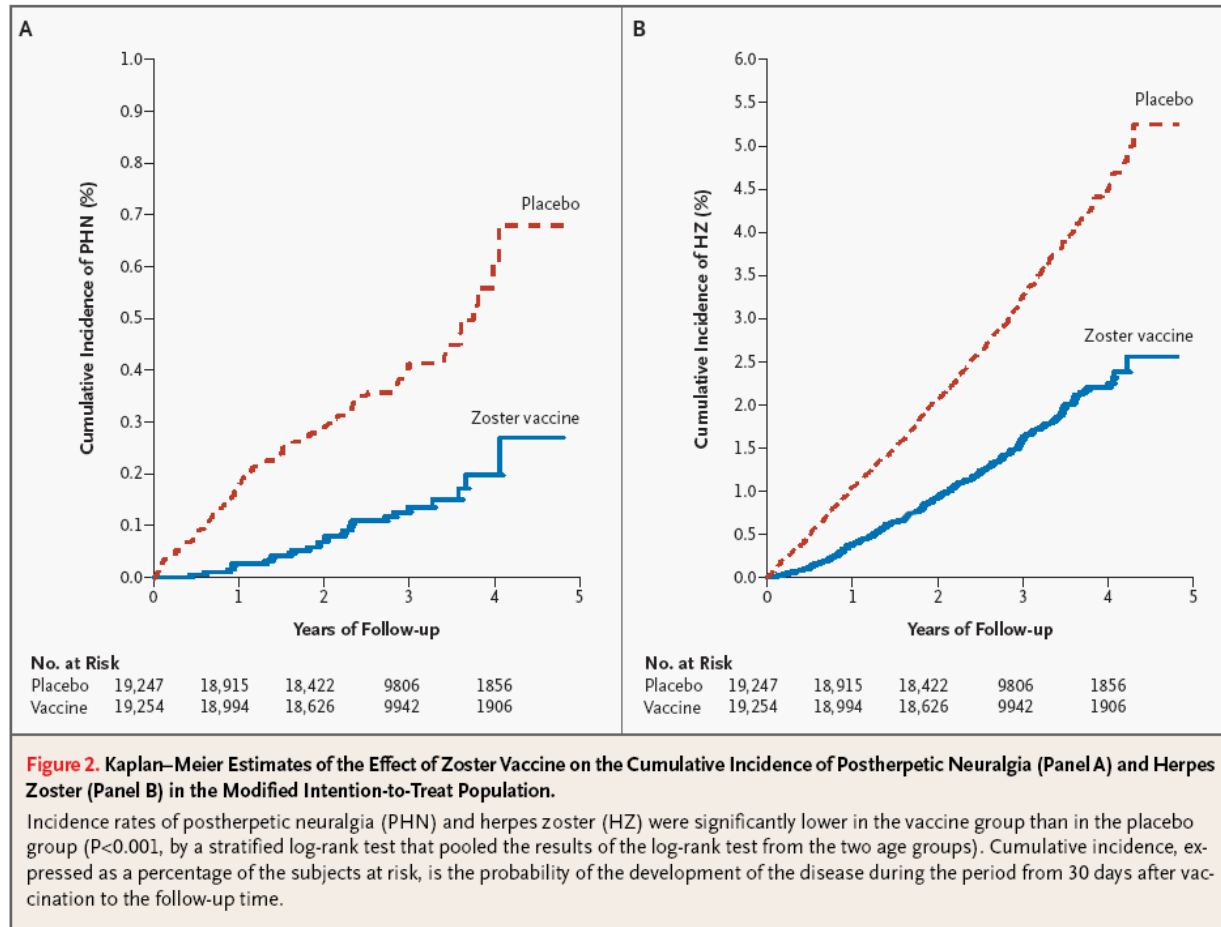 A
1.0
0.9
0.8
0.7
0.6
0.5
0.4
0.3
0.2
0.1
0.0
Cumulative Incidence of PHN (%)
Placebo
Zoster vaccine
0 1 2 3 4 5
Years of Follow-up
No. at Risk
Placebo 19,247 18,915 18,422 9806 1856
Vaccine 19,254 18,994 18,626 9942 1906
B
6.0
5.5
5.0
4.5
4.0
3.5
3.0
2.5
2.0
1.5
1.0
0.5
0.0
Cumulative Incidence of HZ (%)
Placebo
Zoster vaccine
0 1 2 3 4 5
Years of Follow-up
No. at Risk
Placebo 19,247 18,915 18,422 9806 1856
Vaccine 19,254 18,994 18,626 9942 1906
Figure 2. Kaplan–Meier Estimates of the Effect of Zoster Vaccine on the Cumulative Incidence of Postherpetic Neuralgia (Panel A) and Herpes
Zoster (Panel B) in the Modified Intention-to-Treat Population.
Incidence rates of postherpetic neuralgia (PHN) and herpes zoster (HZ) were significantly lower in the vaccine group than in the placebo
group (P<0.001, by a stratified log-rank test that pooled the results of the log-rank test from the two age groups). Cumulative incidence, ex-
pressed as a percentage of the subjects at risk, is the probability of the development of the disease during the period from 30 days after vac-
cination to the follow-up time.